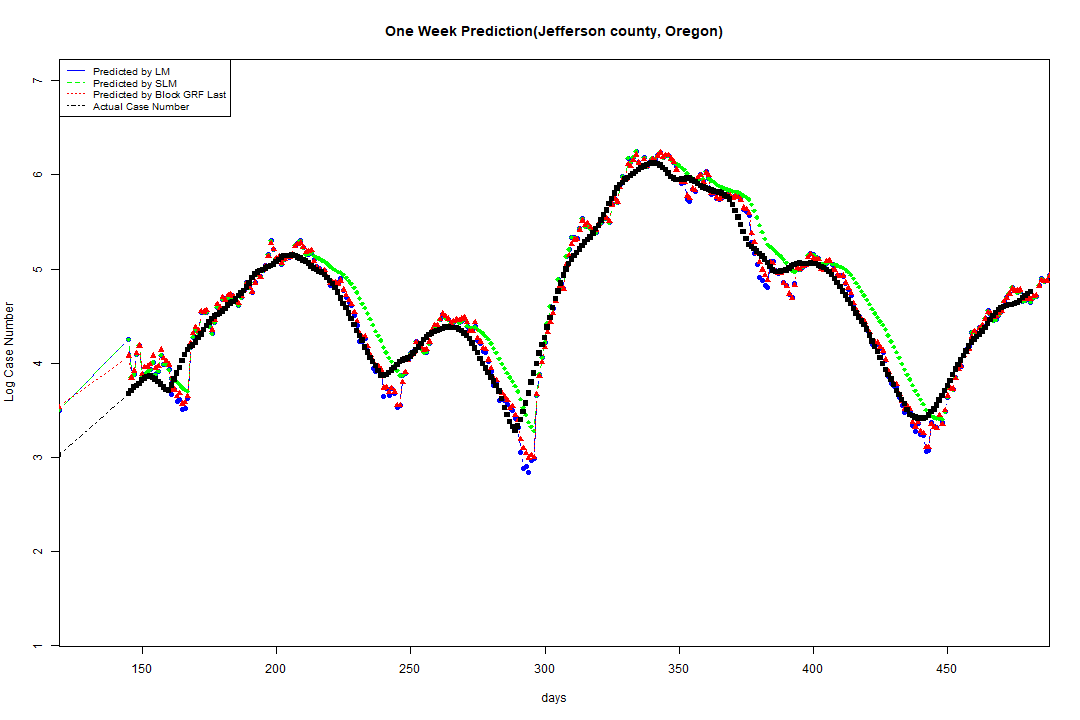 One Week Prediction(Jefferson county, Oregon)
Predicted by LM
Predicted by SLM
Predicted by Block GRF Last
Actual Case Number
7
6
5
4
3
2
1
Log Case Number
150 200 250 300 350 400 450
days